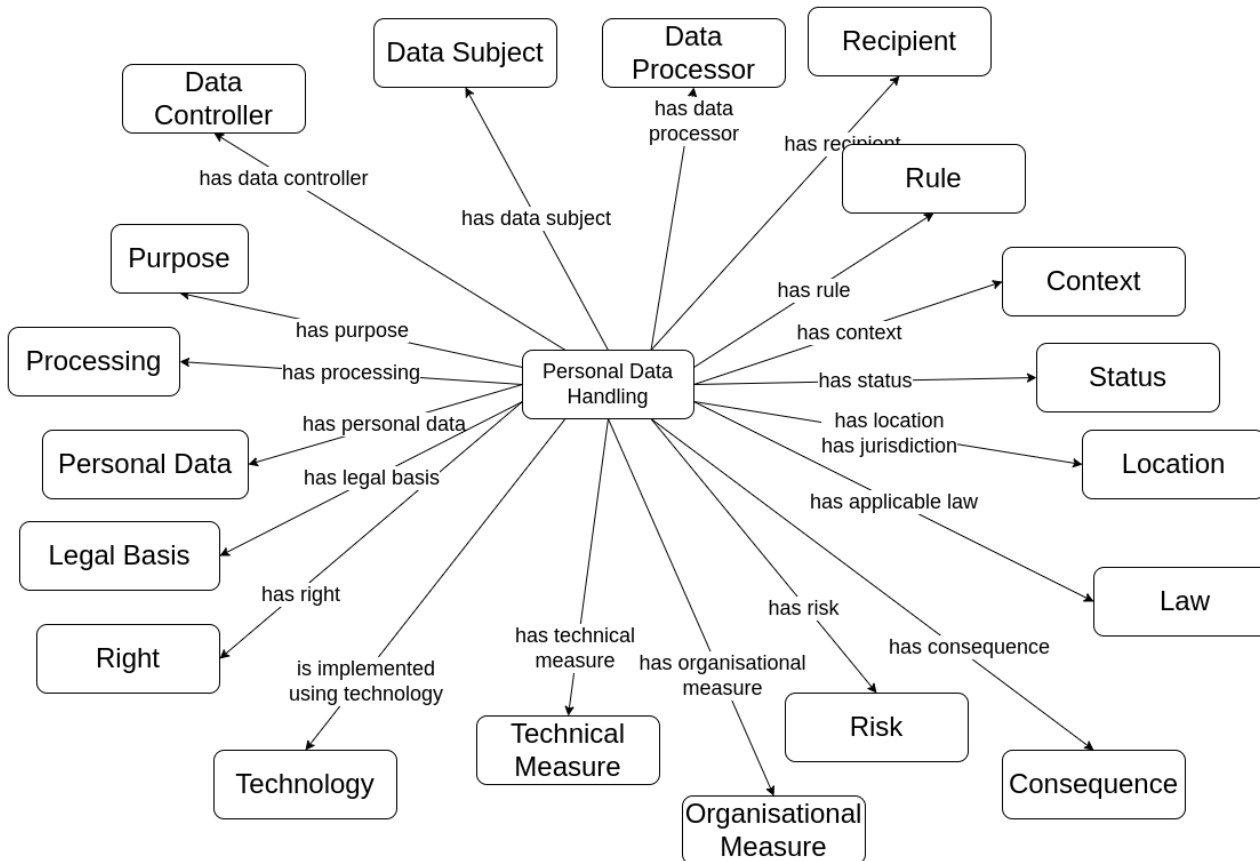 Data Subject
Data
Processor
Recipient
Data
Controller
has data
processor
has recipient
has data controller
Rule
has data subject
Purpose
Context
has rule
has purpose
has context
Processing
has processing
Personal Data
Handling
has status
Status
has personal data
has location
has jurisdiction
Personal Data
Location
has legal basis
has applicable law
Legal Basis
has right
has risk
Law
Right
has technical
measure
has organisational
measure
has consequence
is implemented
using technology
Risk
Technical
Measure
Technology
Consequence
Organisational
Measure